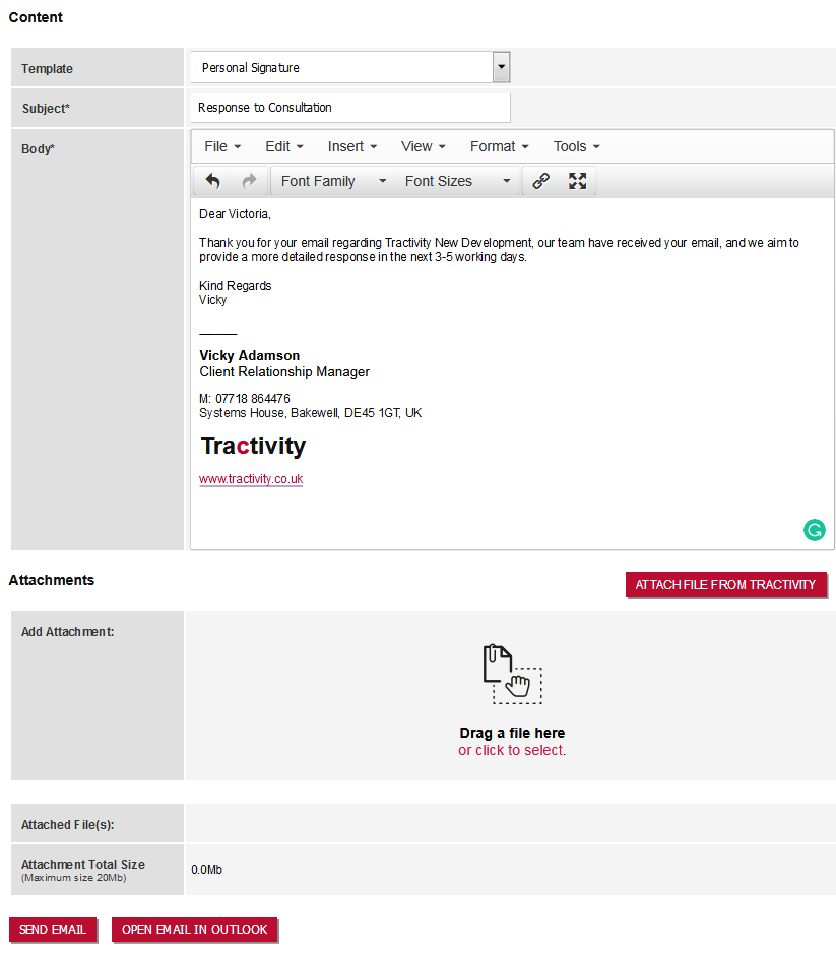 Content
Template
Personal Signature
Subject*
Response to Consultation
Body*
File Edit Insert View Format Tools
Font Family Font Sizes
Dear Victoria,
Thank you for your email regarding Tractivity New Development, our team have received your email, and we aim to
provide a more detailed response in the next 3-5 working days.
Kind Regards
Vicky
______
Vicky Adamson
Client Relationship Manager
M: 07718 864476
Systems House, Bakewell, DE45 1GT, UK
Tractivity
www.tractivity.co.uk
Attachments
ATTACH FILE FROM TRACTIVITY
Add Attachment:
Drag a file here
or click to select.
Attached File(s):
Attachment Total Size
(Maximum size 20Mb)
0.0Mb
SEND EMAIL OPEN EMAIL IN OUTLOOK